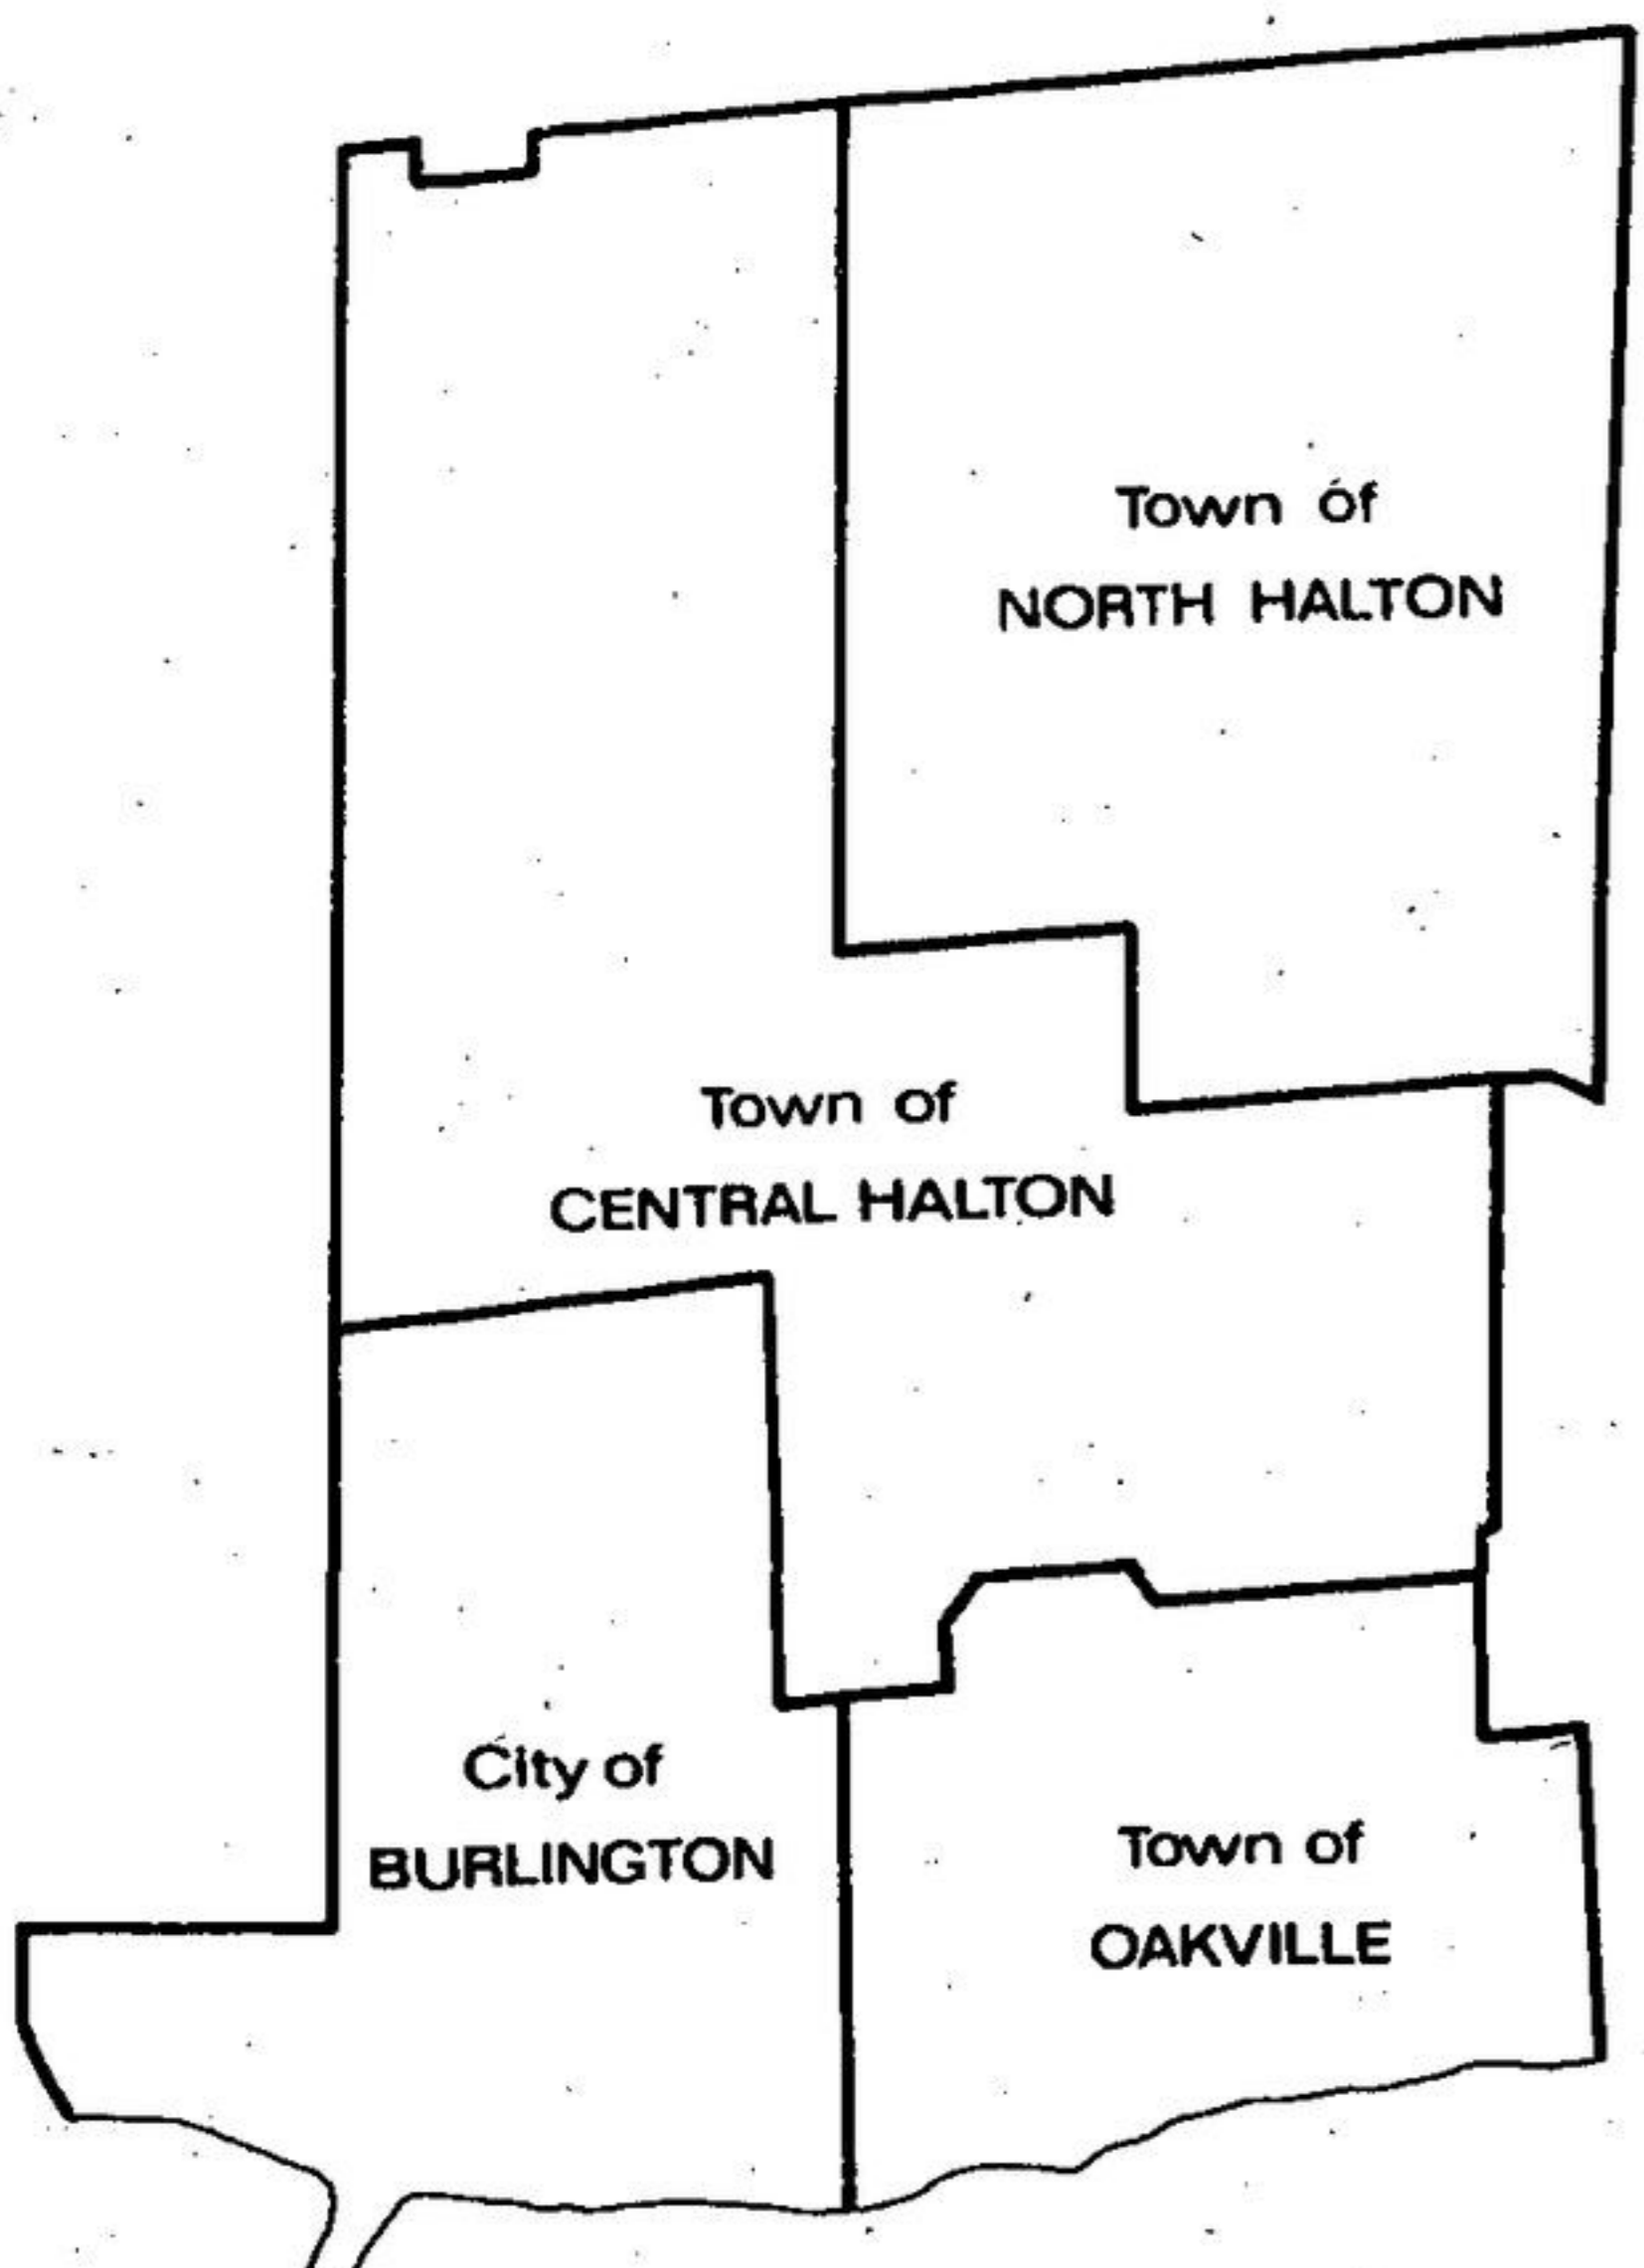 Town of
NORTH HALTON
Town of
CENTRAL HALTON
City of
BURLINGTON
Town of
OAKVILLE